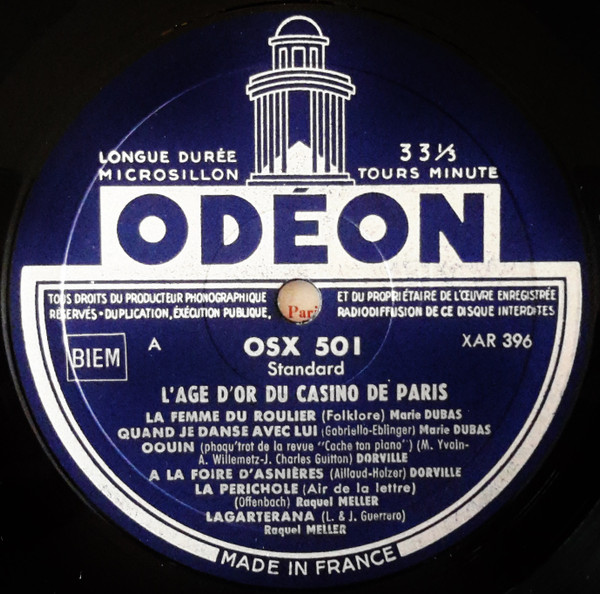 LONGUE DURÉE
MICROSILLON
33 1/3
TOURS MINUTE
ODÉON
TOUS DROITS DU PRODUCTEUR PHONOGRAPHIQUE
RÉSERVÉS • DUPLICATION, EXÉCUTION PUBLIQUE,
ET DU PROPRIÉTAIRE DE L'ŒUVRE ENREGISTRÉE
RADIODIFFUSION DE CE DISQUE INTERDITES
Pari
BIEM
A
OSX 501
XAR 396
Standard
L'AGE D'OR DU CASINO DE PARIS
LA FEMME DU ROULIER (Folklore) Marie DUBAS
QUAND JE DANSE AVEC LUI (Gabriello-Eblinger) Marie DUBAS
OOUIN (phoqu'trot de la revue "Cache ton piano") (M. Yvoin-
A. Willemetz-J. Charles Guitton) DORVILLE
A LA FOIRE D'ASNIÈRES (Aillaud-Holzer) DORVILLE
LA PERICHOLE (Air de la lettre)
(Offenbach) Raquel MELLER
LAGARTERANA (L. & J. Guerrero)
Raquel MELLER
MADE IN FRANCE